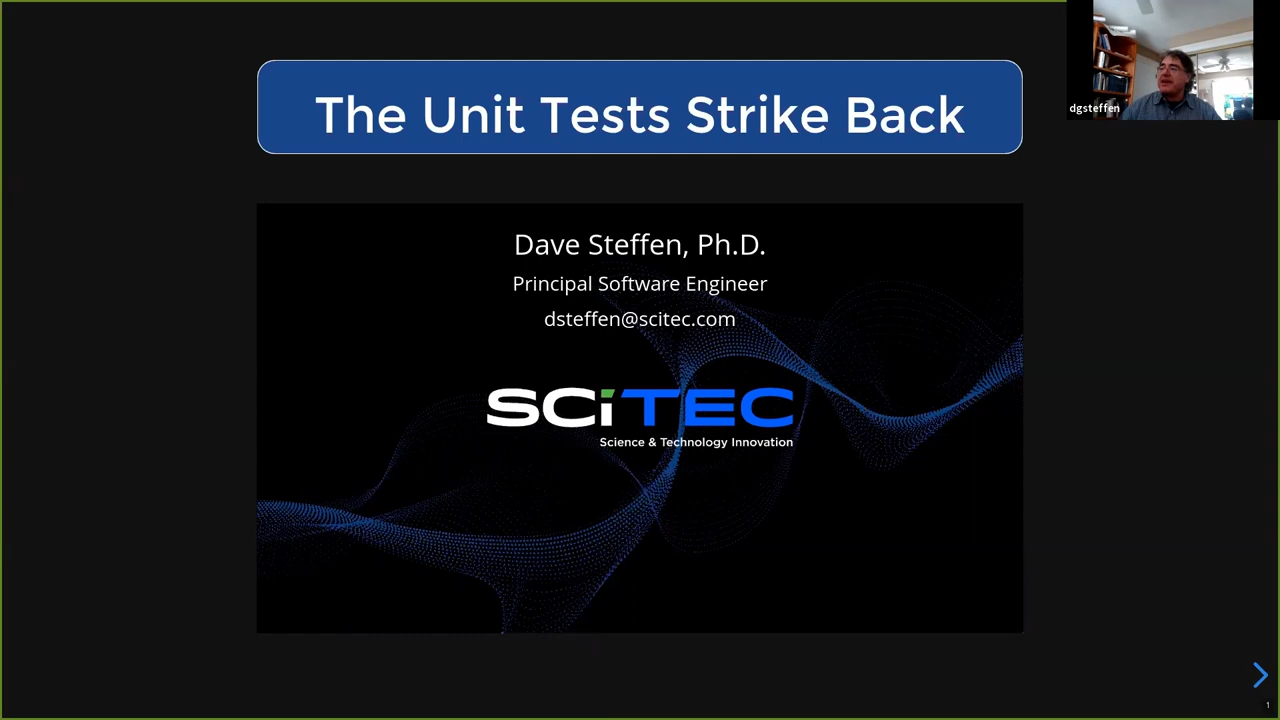 The Unit Tests Strike Back
dgsteffen
Dave Steffen, Ph.D.
Principal Software Engineer
dsteffen@scitec.com
SCiTEC
Science & Technology Innovation
1